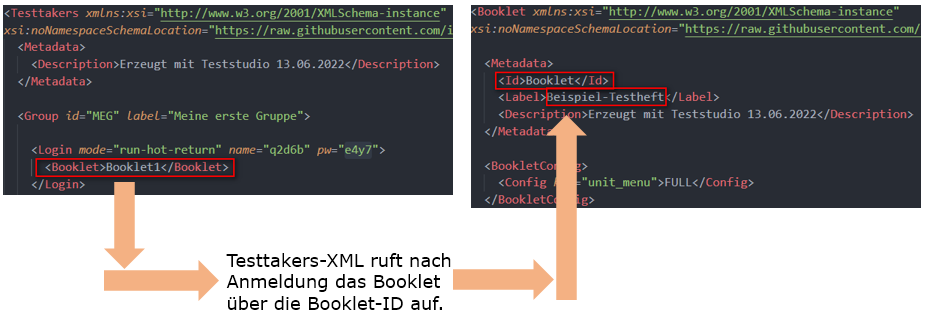 <Testtakers xmlns:xsi="http://www.w3.org/2001/XMLSchema-instance"
xsi:noNamespaceSchemaLocation="https://raw.githubusercontent.com/i
<Metadata>
<Description>Erzeugt mit Teststudio 13.06.2022</Description>
</Metadata>
<Group id="MEG" label="Meine erste Gruppe">
<Login mode="run-hot-return" name="q2d6b" pw="e4y7">
<Booklet>Booklet1</Booklet>
</Login>
<Booklet xmlns:xsi="http://www.w3.org/2001/XMLSchema-instance"
xsi:noNamespaceSchemaLocation="https://raw.githubusercontent.com/
<Metadata>
<Id>Booklet</Id>
<Label>Beispiel-Testheft</Label>
<Description>Erzeugt mit Teststudio 13.06.2022</Description>
</Metadata>
<BookletConfig>
<Config ="unit_menu">FULL</Config>
</BookletConfig>
Testtakers-XML ruft nach
Anmeldung das Booklet
über die Booklet-ID auf.